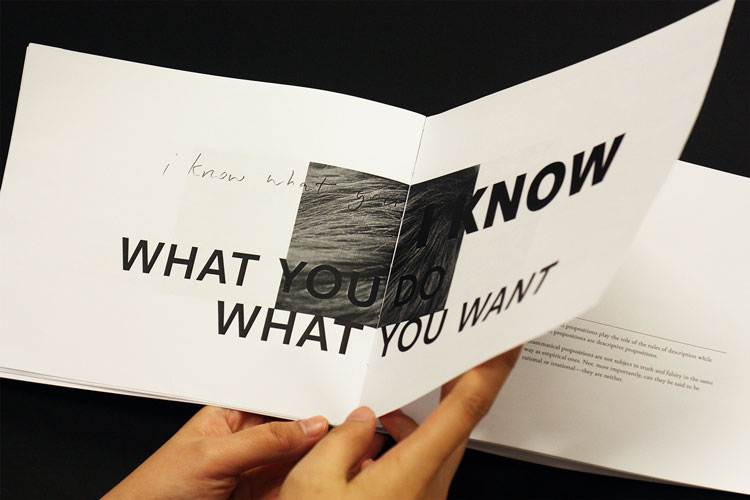 i know what you
I KNOW
WHAT YOU DO
WHAT YOU WANT
propositions play the role of the rules of description while
propositions are descriptive propositions.
grammatical propositions are not subject to truth and falsity in the same
way as empirical ones. Nor, more importantly, can they be said to be
rational or irrational—they are neither.